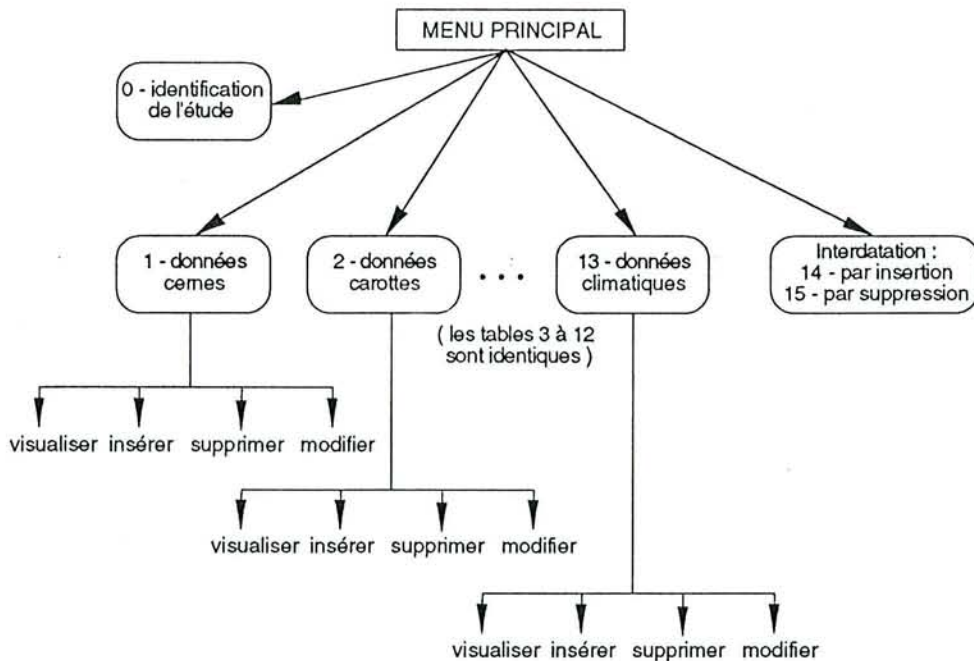 MENU PRINCIPAL
0 - identification
de l'étude
1 - données
cernes
2 - données
carottes
• • •
13 - données
climatiques
Interdatation :
14 - par insertion
15 - par suppression
( les tables 3 à 12
sont identiques )
visualiser insérer supprimer modifier
visualiser insérer supprimer modifier
visualiser insérer supprimer modifier